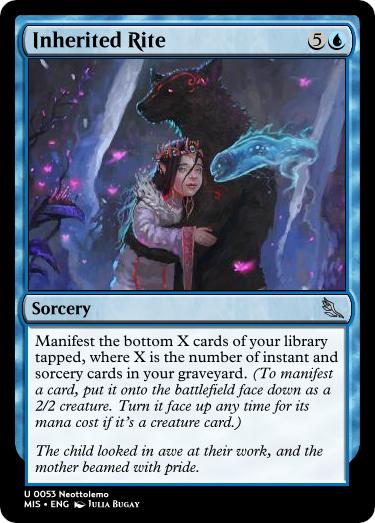 Inherited Rite 5
Sorcery
Manifest the bottom X cards of your library
tapped, where X is the number of instant and
sorcery cards in your graveyard. (To manifest
a card, put it onto the battlefield face down as a
2/2 creature. Turn it face up any time for its
mana cost if it's a creature card.)
The child looked in awe at their work, and the
mother beamed with pride.
U 0053 Neottolemo
MIS • ENG Julia Bugay